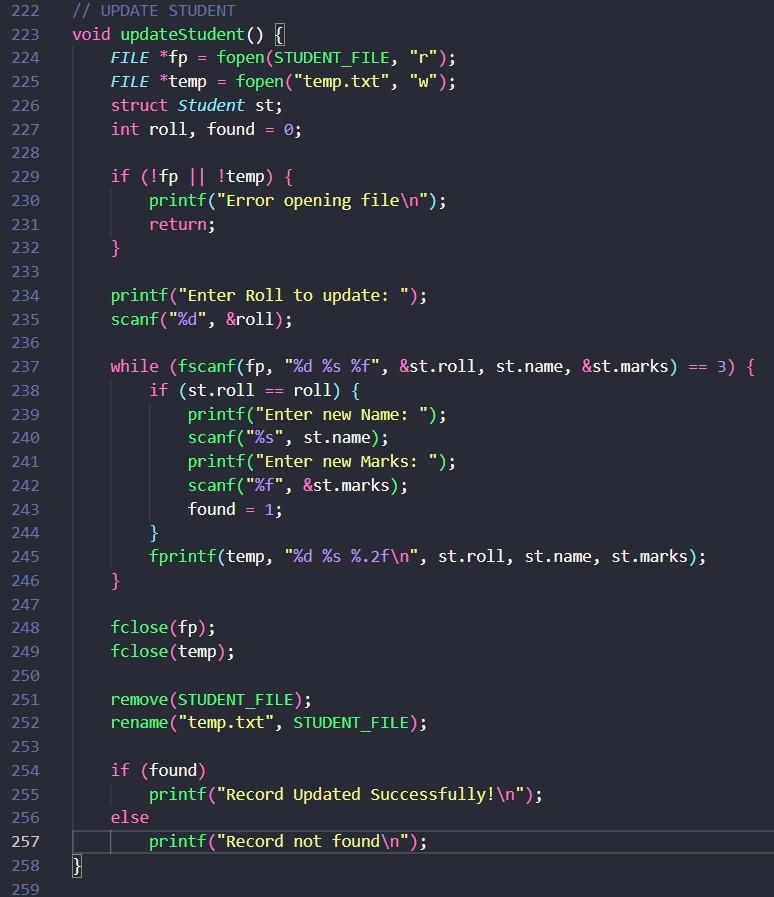 222 // UPDATE STUDENT
223 void updateStudent() {
224     FILE *fp = fopen(STUDENT_FILE, "r");
225     FILE *temp = fopen("temp.txt", "w");
226     struct Student st;
227     int roll, found = 0;
228
229     if (!fp || !temp) {
230         printf("Error opening file\n");
231         return;
232     }
233
234     printf("Enter Roll to update: ");
235     scanf("%d", &roll);
236
237     while (fscanf(fp, "%d %s %f", &st.roll, st.name, &st.marks) == 3) {
238         if (st.roll == roll) {
239             printf("Enter new Name: ");
240             scanf("%s", st.name);
241             printf("Enter new Marks: ");
242             scanf("%f", &st.marks);
243             found = 1;
244         }
245         fprintf(temp, "%d %s %.2f\n", st.roll, st.name, st.marks);
246     }
247
248     fclose(fp);
249     fclose(temp);
250
251     remove(STUDENT_FILE);
252     rename("temp.txt", STUDENT_FILE);
253
254     if (found)
255         printf("Record Updated Successfully!\n");
256     else
257         printf("Record not found\n");
258 }
259